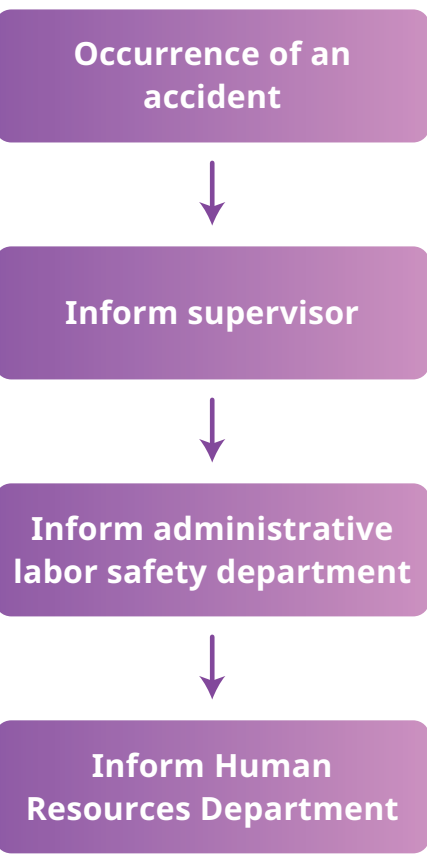 Occurrence of an
accident
Inform supervisor
Inform administrative
labor safety department
Inform Human
Resources Department